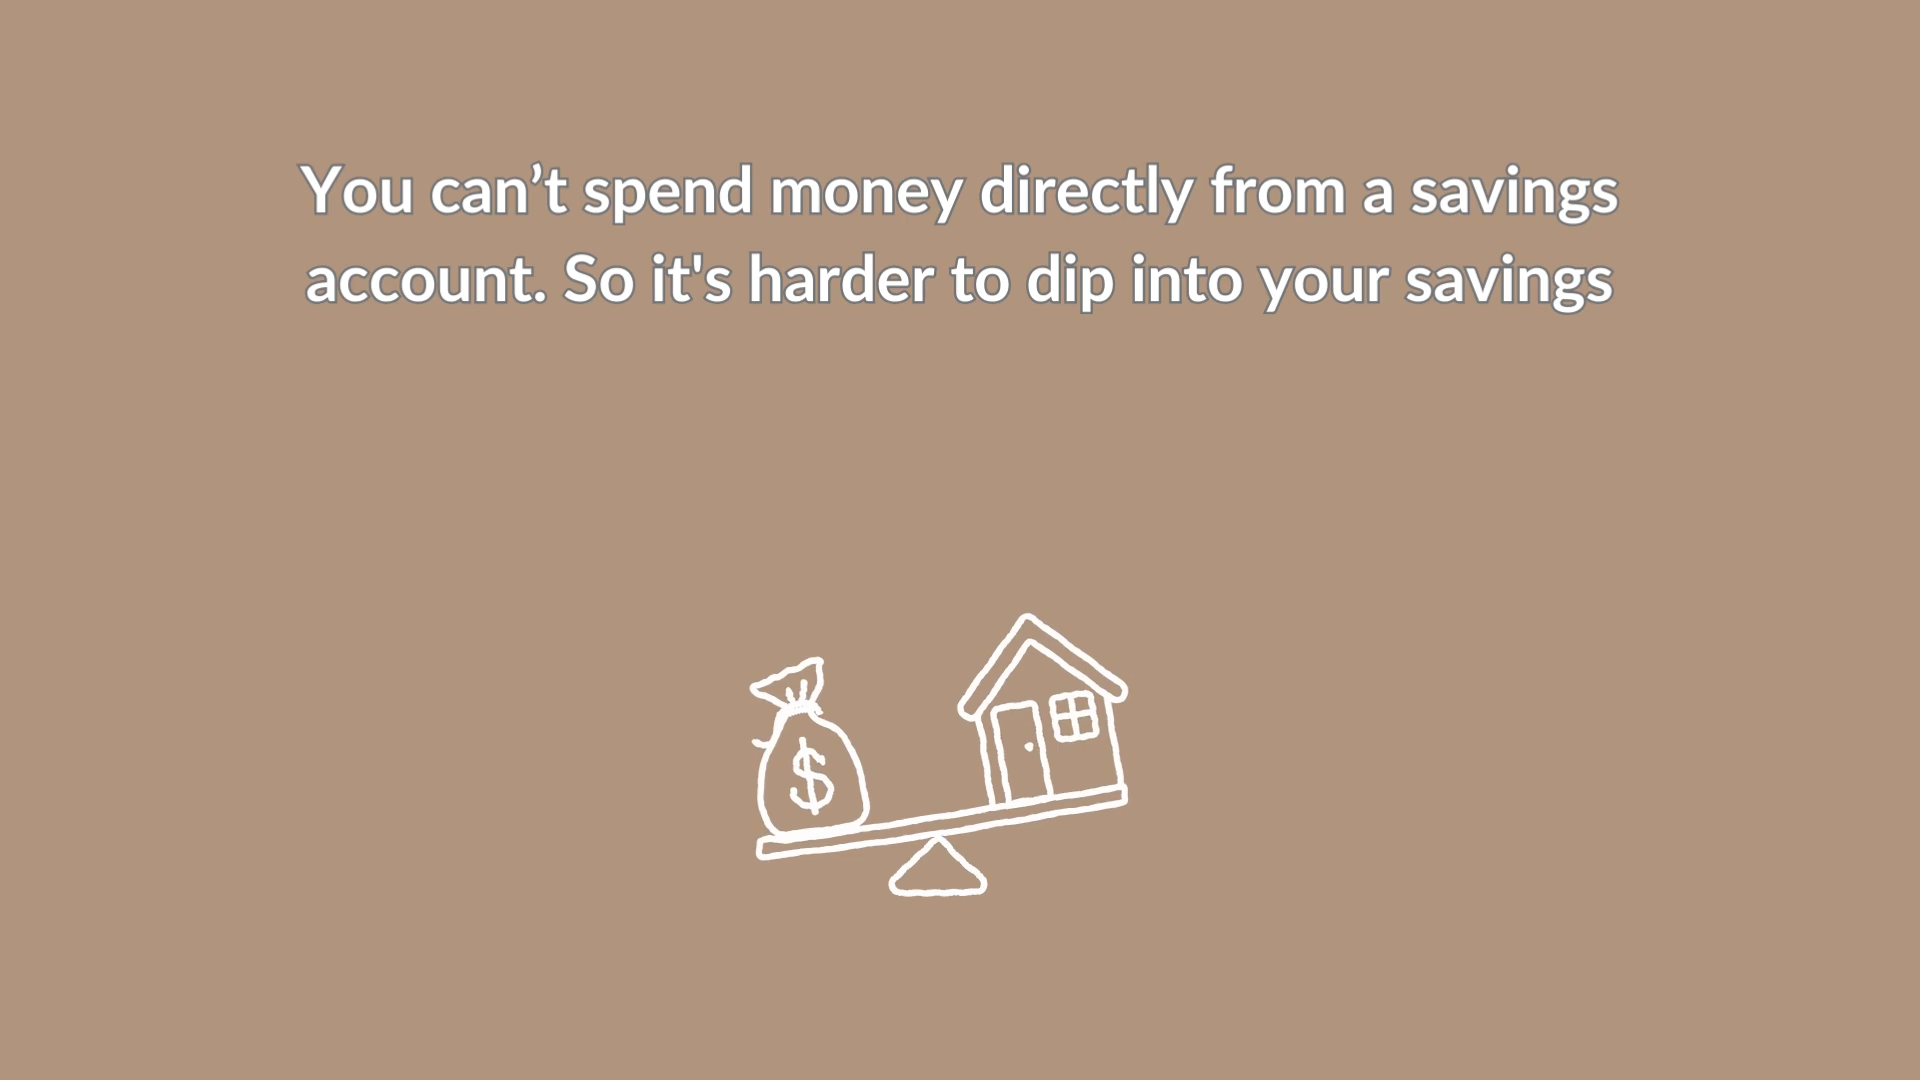 You can’t spend money directly from a savings
account. So it's harder to dip into your savings
$